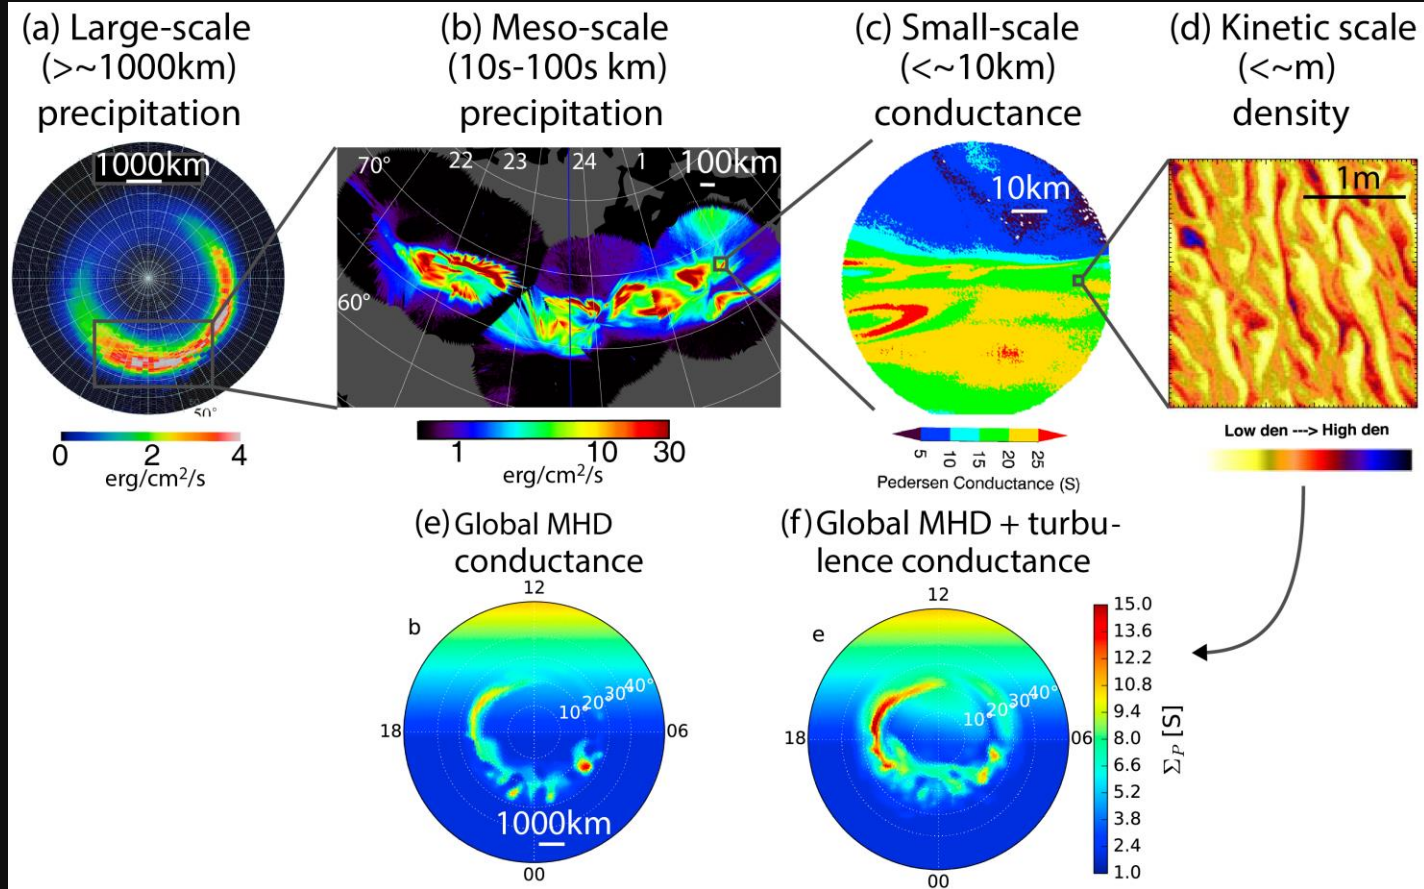 (a) Large-scale
(>~1000km)
precipitation
1000km
50°
0 2 4
erg/cm²/s
(b) Meso-scale
(10s-100s km)
precipitation
70° 22 23 24 1 100km
60°
1 10 30
erg/cm²/s
(c) Small-scale
(<~10km)
conductance
10km
5 10 15 20 25
Pedersen Conductance (S)
(d) Kinetic scale
(<~m)
density
1m
Low den ---> High den
(e) Global MHD
conductance
12
b
10° 20° 30° 40°
18 06
1000km
00
(f) Global MHD + turbu-
lence conductance
12
e
10° 20° 30° 40°
18 06
00
15.0
13.6
12.2
10.8
9.4
8.0
6.6
5.2
3.8
2.4
1.0
Σ_P [S]